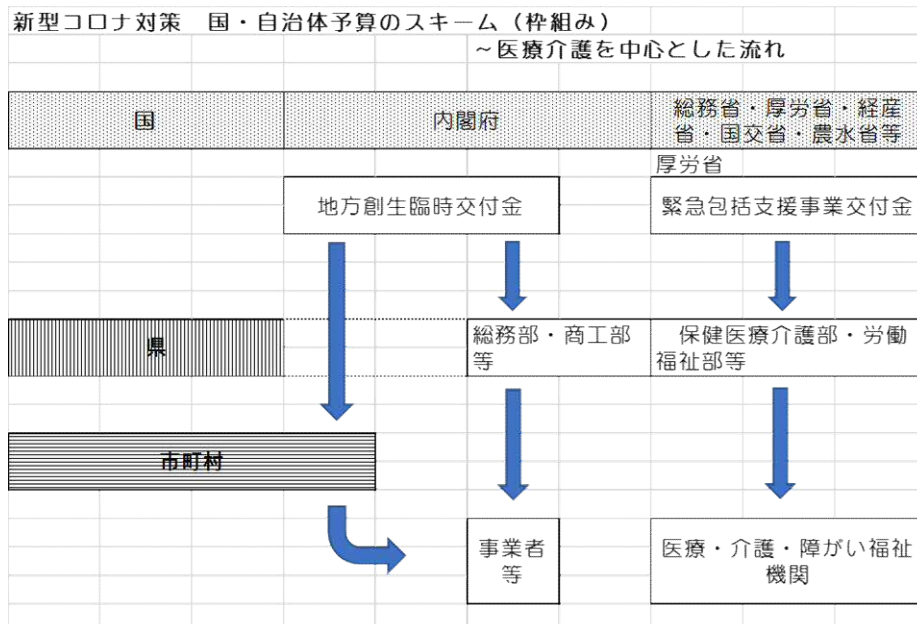 新型コロナ対策　国・自治体予算のスキーム（枠組み）
～医療介護を中心とした流れ
国
内閣府
総務省・厚労省・経産
省・国交省・農水省等
厚労省
地方創生臨時交付金
緊急包括支援事業交付金
県
総務部・商工部
等
保健医療介護部・労働
福祉部等
市町村
事業者
等
医療・介護・障がい福祉
機関